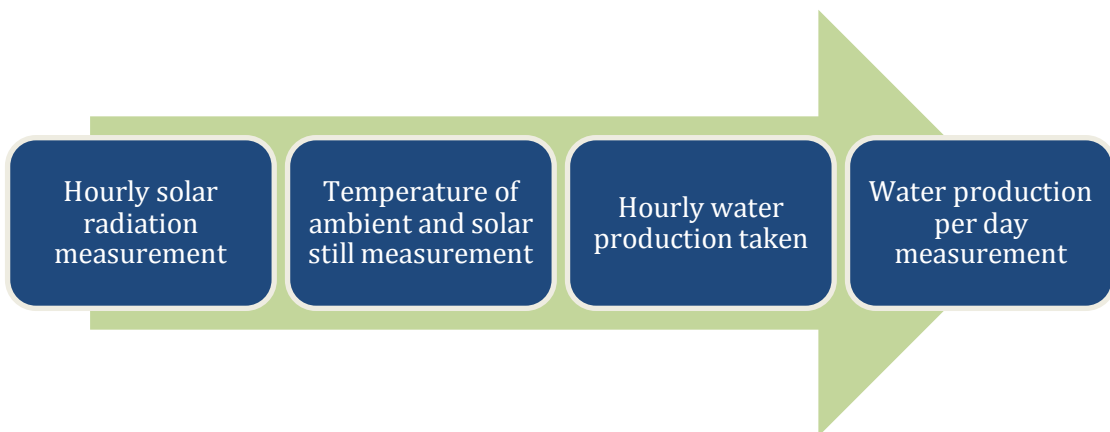 Hourly solar
radiation
measurement
Temperature of
ambient and solar
still measurement
Hourly water
production taken
Water production
per day
measurement